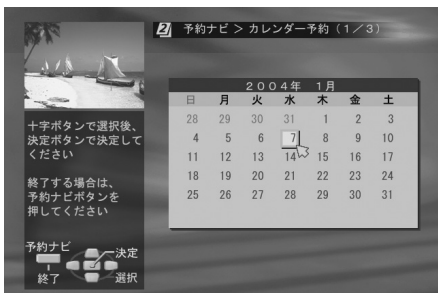 2 予約ナビ > カレンダー予約(1/3)
十字ボタンで選択後、
決定ボタンで決定して
ください
終了する場合は、
予約ナビボタンを
押してください
予約ナビ
決定
終了
選択
2004年 1月
日 月 火 水 木 金 土
28 29 30 31 1 2 3
4 5 6 7 8 9 10
11 12 13 14 15 16 17
18 19 20 21 22 23 24
25 26 27 28 29 30 31